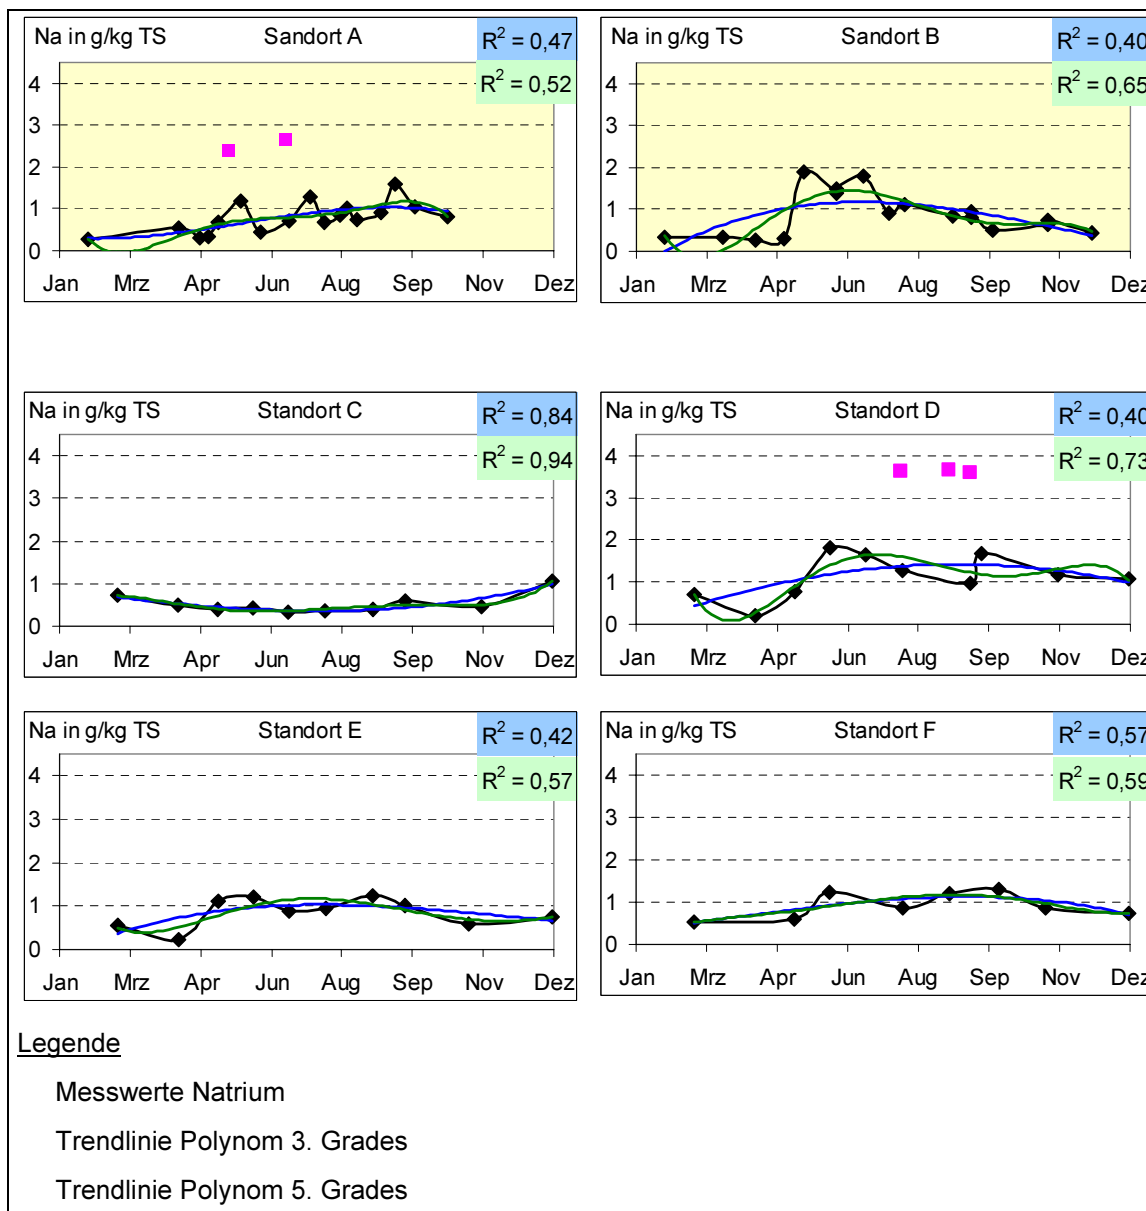 Na in g/kg TS Sandort A R² = 0,47
R² = 0,52
4
3
2
1
0
Jan Mrz Apr Jun Aug Sep Nov Dez
Na in g/kg TS Sandort B R² = 0,40
R² = 0,65
4
3
2
1
0
Jan Mrz Apr Jun Aug Sep Nov Dez
Na in g/kg TS Standort C R² = 0,84
R² = 0,94
4
3
2
1
0
Jan Mrz Apr Jun Aug Sep Nov Dez
Na in g/kg TS Standort D R² = 0,40
R² = 0,73
4
3
2
1
0
Jan Mrz Apr Jun Aug Sep Nov Dez
Na in g/kg TS Standort E R² = 0,42
R² = 0,57
4
3
2
1
0
Jan Mrz Apr Jun Aug Sep Nov Dez
Na in g/kg TS Standort F R² = 0,57
R² = 0,59
4
3
2
1
0
Jan Mrz Apr Jun Aug Sep Nov Dez
Legende
Messwerte Natrium
Trendlinie Polynom 3. Grades
Trendlinie Polynom 5. Grades